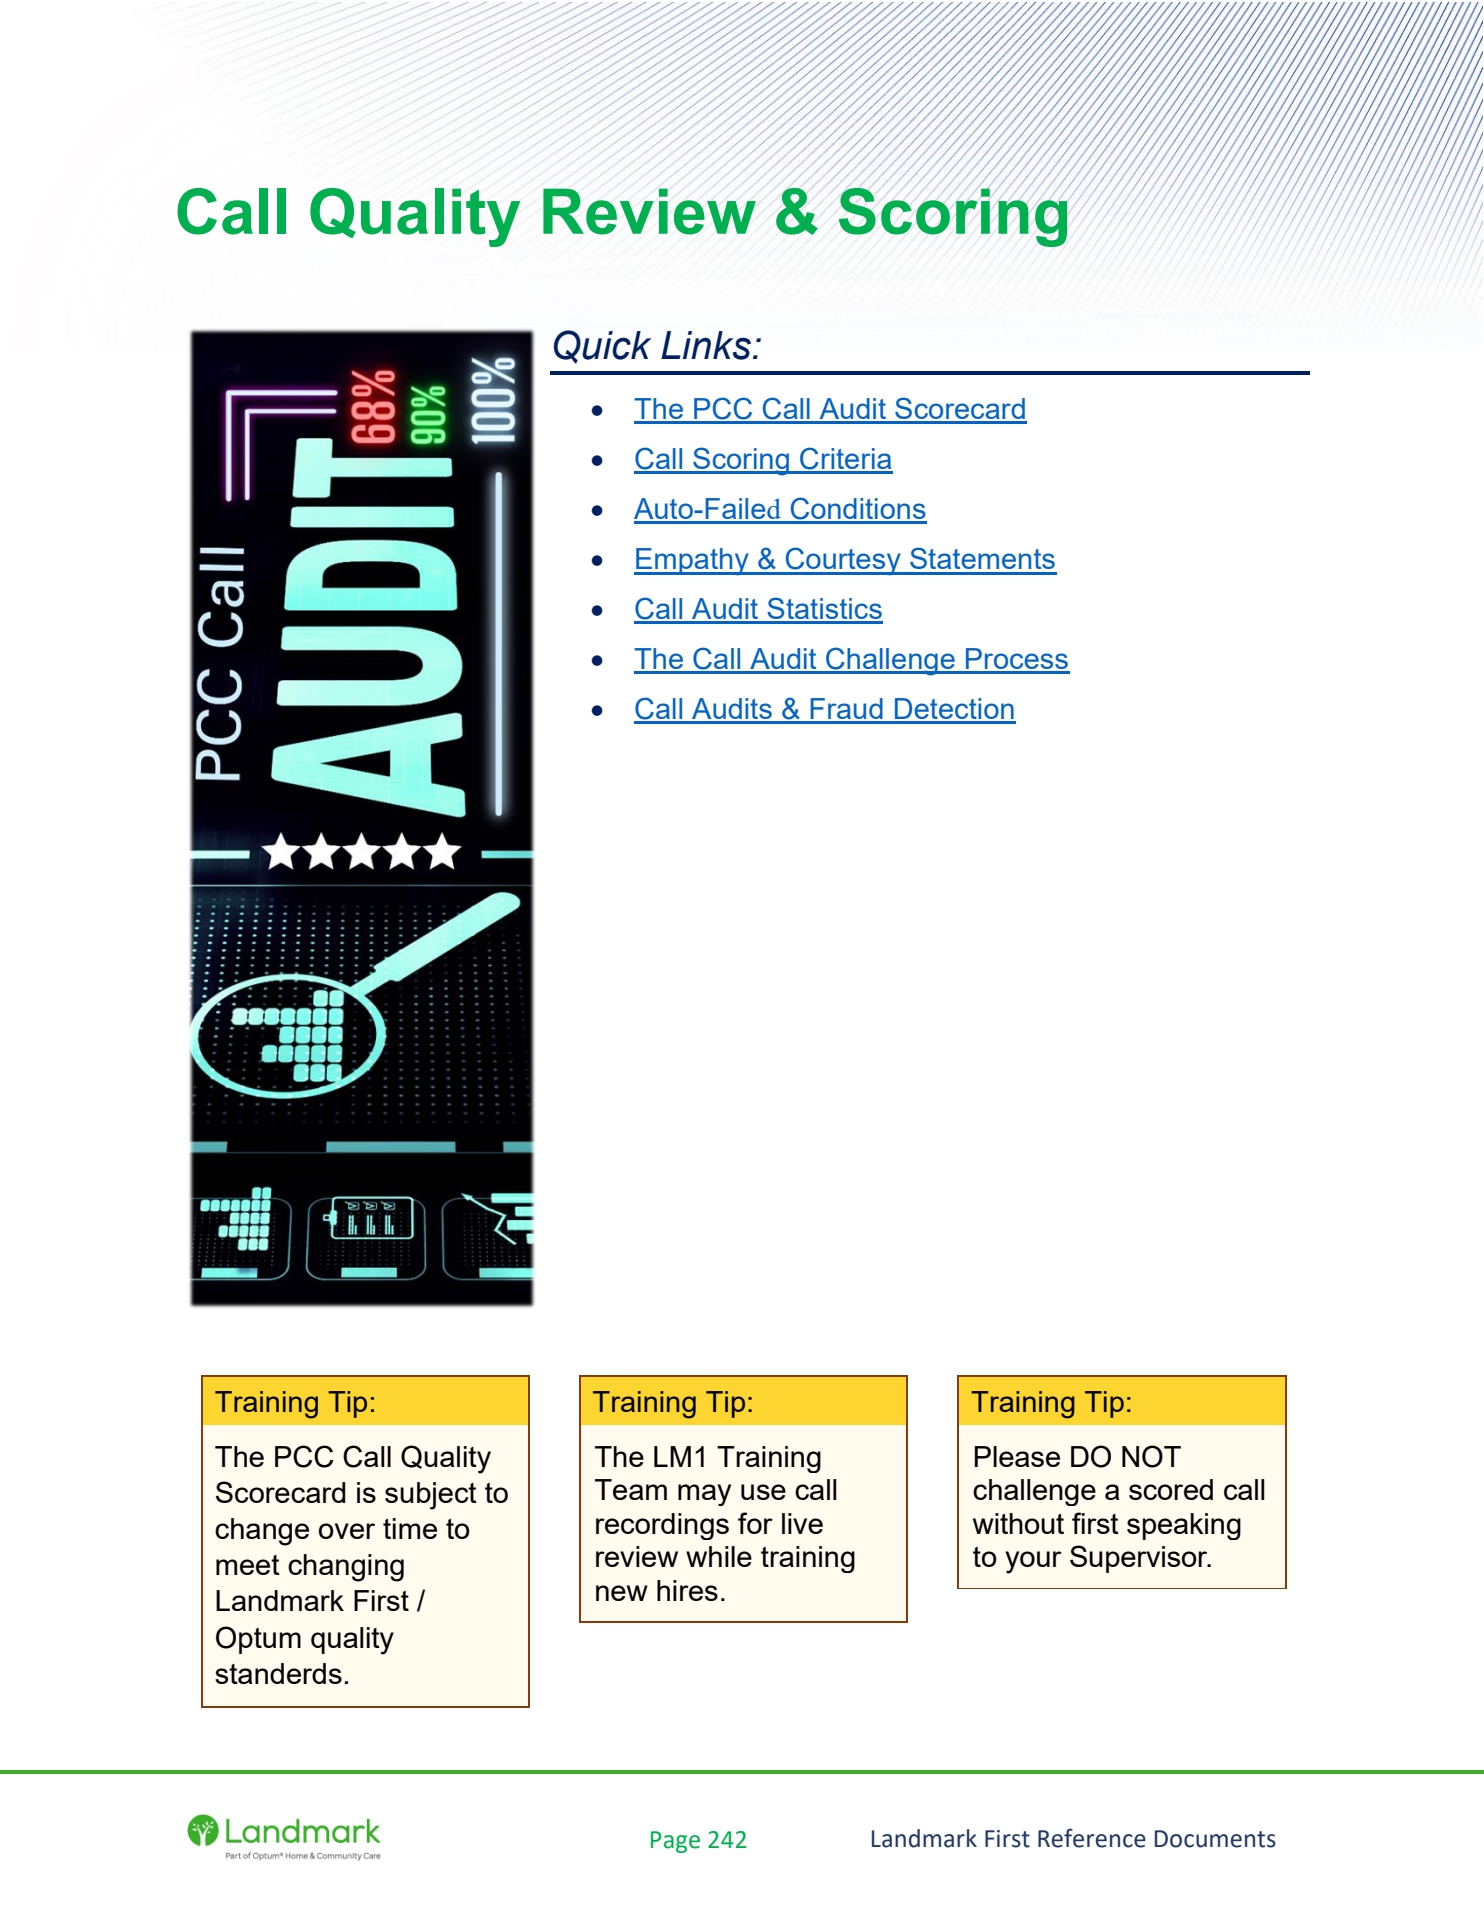 Call Quality Review & Scoring
PCC Call
AUDIT
68%
90%
100%
Quick Links:
• The PCC Call Audit Scorecard
• Call Scoring Criteria
• Auto-Failed Conditions
• Empathy & Courtesy Statements
• Call Audit Statistics
• The Call Audit Challenge Process
• Call Audits & Fraud Detection
Training Tip:
The PCC Call Quality
Scorecard is subject to
change over time to
meet changing
Landmark First /
Optum quality
standerds.
Training Tip:
The LM1 Training
Team may use call
recordings for live
review while training
new hires.
Training Tip:
Please DO NOT
challenge a scored call
without first speaking
to your Supervisor.
Landmark
Part of Optum® Home & Community Care
Page 242
Landmark First Reference Documents